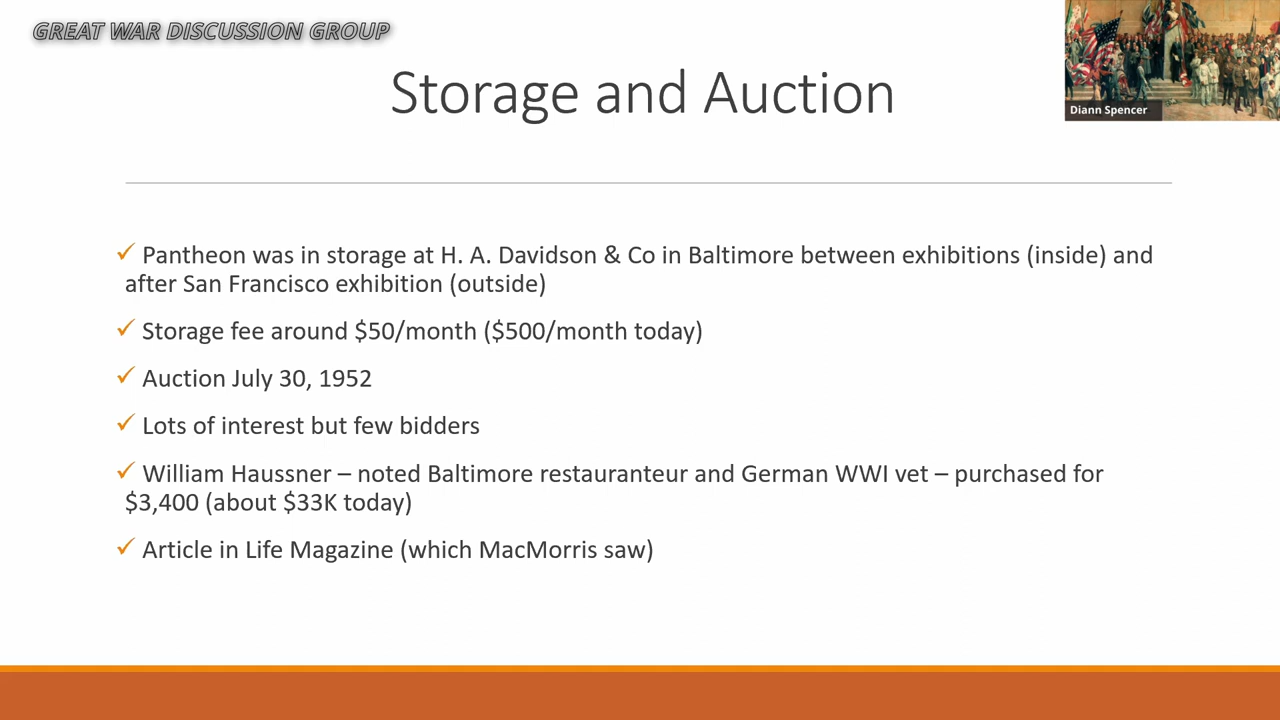 GREAT WAR DISCUSSION GROUP
Diann Spencer
Storage and Auction
✓ Pantheon was in storage at H. A. Davidson & Co in Baltimore between exhibitions (inside) and
after San Francisco exhibition (outside)
✓ Storage fee around $50/month ($500/month today)
✓ Auction July 30, 1952
✓ Lots of interest but few bidders
✓ William Haussner – noted Baltimore restauranteur and German WWI vet – purchased for
$3,400 (about $33K today)
✓ Article in Life Magazine (which MacMorris saw)